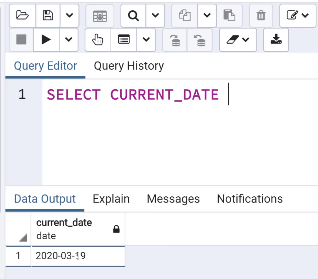 Query Editor Query History
1 SELECT CURRENT_DATE
Data Output Explain Messages Notifications
current_date
date
1 2020-03-19